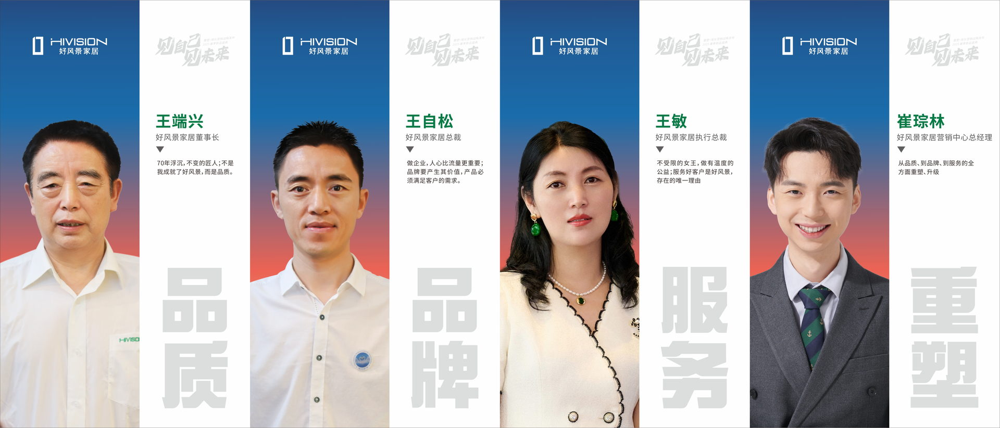 HIVISION
好风景家居
见自己
见未来
王端兴
好风景家居董事长
70年浮沉,不变的匠人;不是
我成就了好风景,而是品质。
品
质
HIVISIO
HIVISION
好风景家居
见自己
见未来
王自松
好风景家居总裁
做企业,人心比流量更重要;
品牌要产生其价值,产品必
须满足客户的需求。
品
牌
HIVISION
好风景家居
见自己
见未来
王敏
好风景家居执行总裁
不受限的女王,做有温度的
公益;服务好客户是好风景,
存在的唯一理由
服
务
HIVISION
好风景家居
见自己
见未来
崔琮林
好风景家居营销中心总经理
从品质、到品牌、到服务的全
方面重塑、升级
重
塑